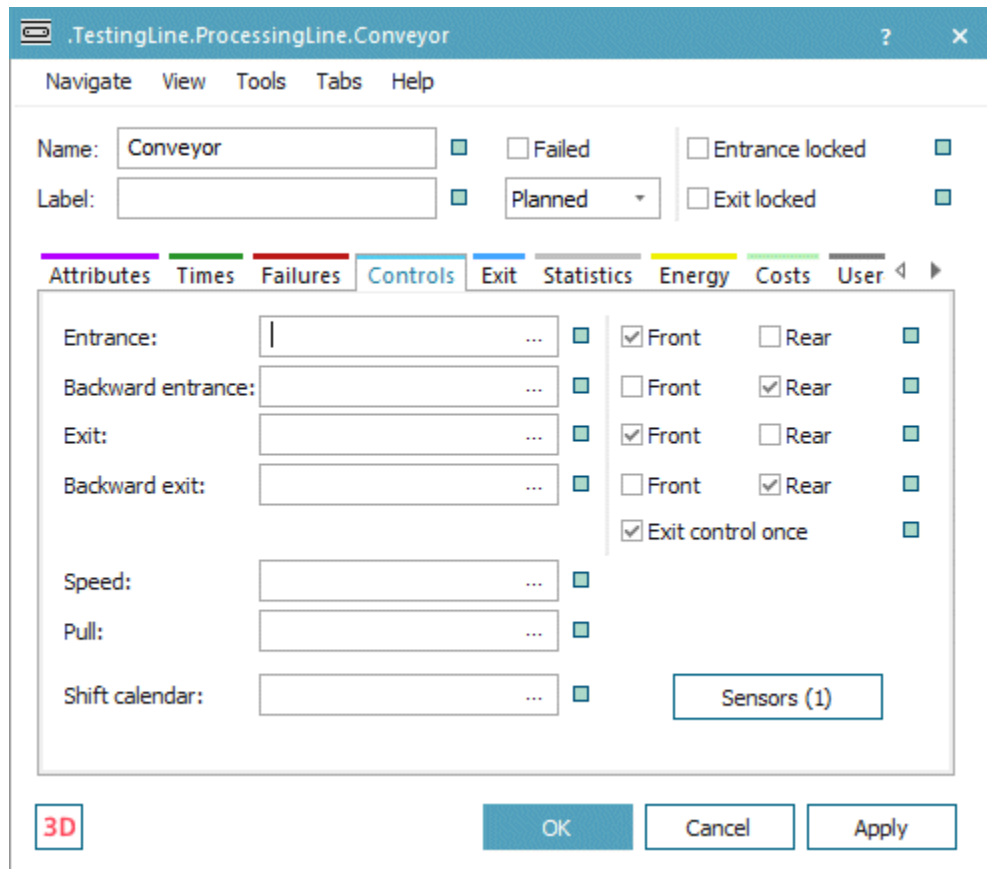 .TestingLine.ProcessingLine.Conveyor ? ×
Navigate View Tools Tabs Help
Name: Conveyor Failed Entrance locked
Label: Planned Exit locked
Attributes Times Failures Controls Exit Statistics Energy Costs User
Entrance: ... Front Rear
Backward entrance: ... Front Rear
Exit: ... Front Rear
Backward exit: ... Front Rear
Exit control once
Speed: ...
Pull: ...
Shift calendar: ... Sensors (1)
3D OK Cancel Apply